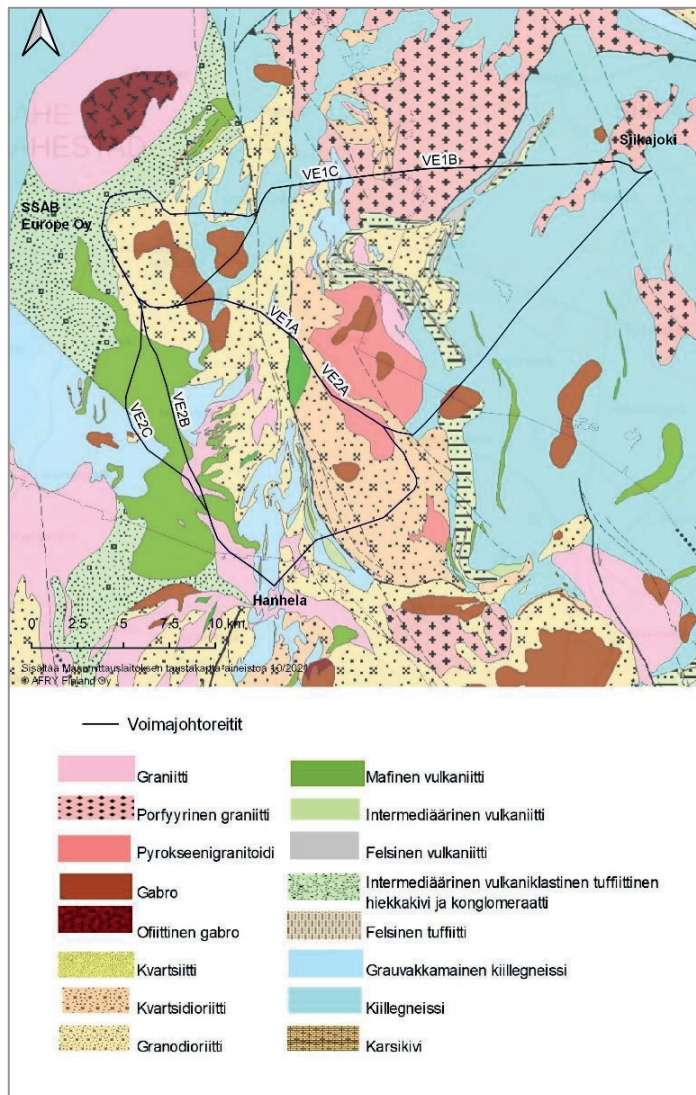 Siikajoki
VE1B
VE1C
SSAB
Europe Oy
VE1A
VE2A
VE2B
VE2C
Hanhela
0 2.5 5 7.5 10 km
Sisältää Maanmittauslaitoksen taustakartta-aineistoa 10/2021
© AFRY Finland Oy
Voimajohtoreitit
Graniitti
Porfyyrinen graniitti
Pyrokseenigranitoidi
Gabro
Ofiittinen gabro
Kvartsiitti
Kvartsidioriitti
Granodioriitti
Mafinen vulkaniitti
Intermediäärinen vulkaniitti
Felsinen vulkaniitti
Intermediäärinen vulkaniklastinen tuffiittinen
hiekkakivi ja konglomeraatti
Felsinen tuffiitti
Grauvakkamainen kiillegneissi
Kiillegneissi
Karsikivi